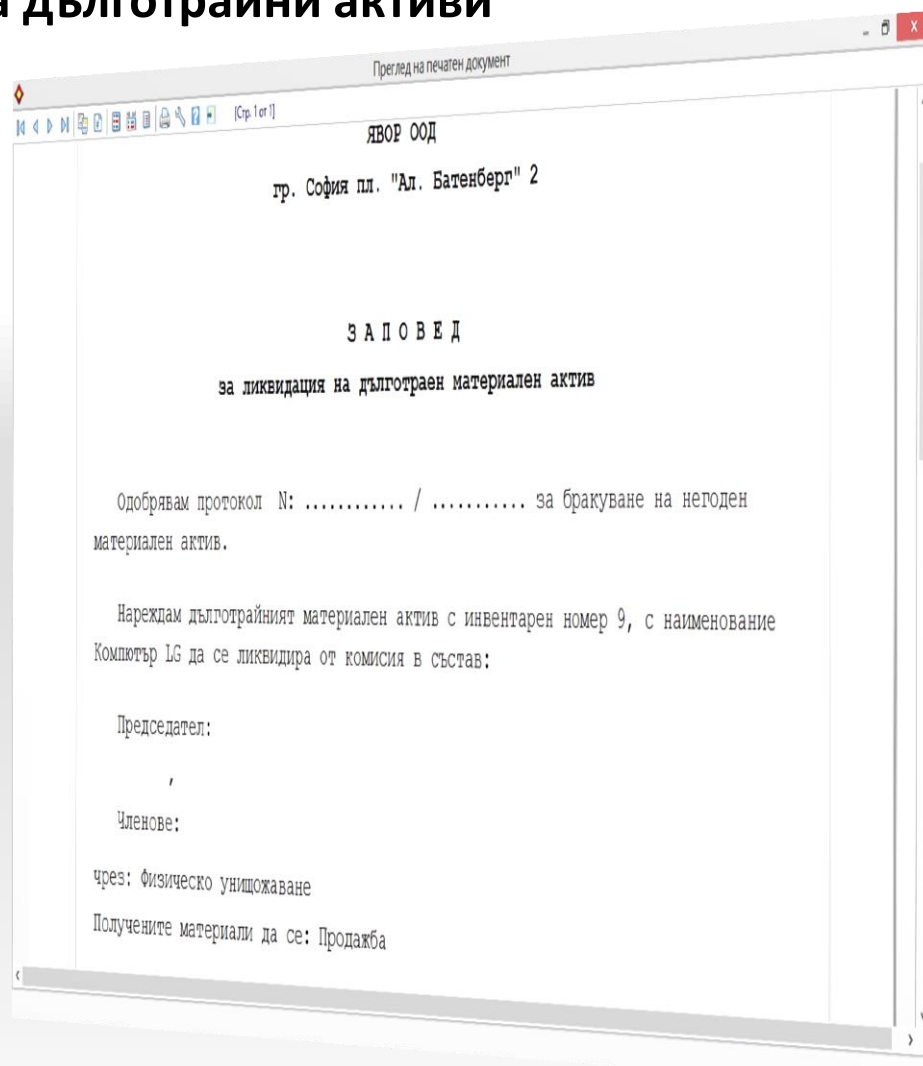 а дълготрайни активи
Преглед на печатен документ
[Стр. 1 от 1]
ЯВОР ООД
гр. София пл. "Ал. Батенберг" 2
З А П О В Е Д
за ликвидация на дълготраен материален актив
Одобрявам протокол N: ............ / ........... за бракуване на негоден
материален актив.
Нареждам дълготрайният материален актив с инвентарен номер 9, с наименование
Компютър LG да се ликвидира от комисия в състав:
Председател:
,
Членове:
чрез: Физическо унищожаване
Получените материали да се: Продажба